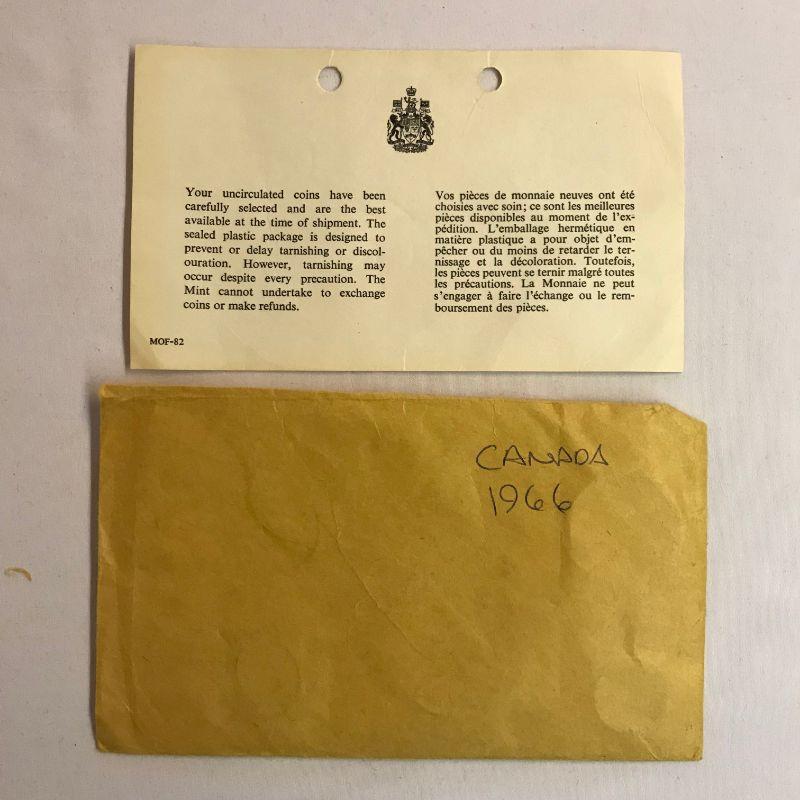 Your uncirculated coins have been
carefully selected and are the best
available at the time of shipment. The
sealed plastic package is designed to
prevent or delay tarnishing or discol-
ouration. However, tarnishing may
occur despite every precaution. The
Mint cannot undertake to exchange
coins or make refunds.
Vos pièces de monnaie neuves ont été
choisies avec soin; ce sont les meilleures
pièces disponibles au moment de l'ex-
pédition. L'emballage hermétique en
matière plastique a pour objet d'em-
pêcher ou du moins de retarder le ter-
nissage et la décoloration. Toutefois,
les pièces peuvent se ternir malgré toutes
les précautions. La Monnaie ne peut
s'engager à faire l'échange ou le rem-
boursement des pièces.
MOF-82
CANADA
1966